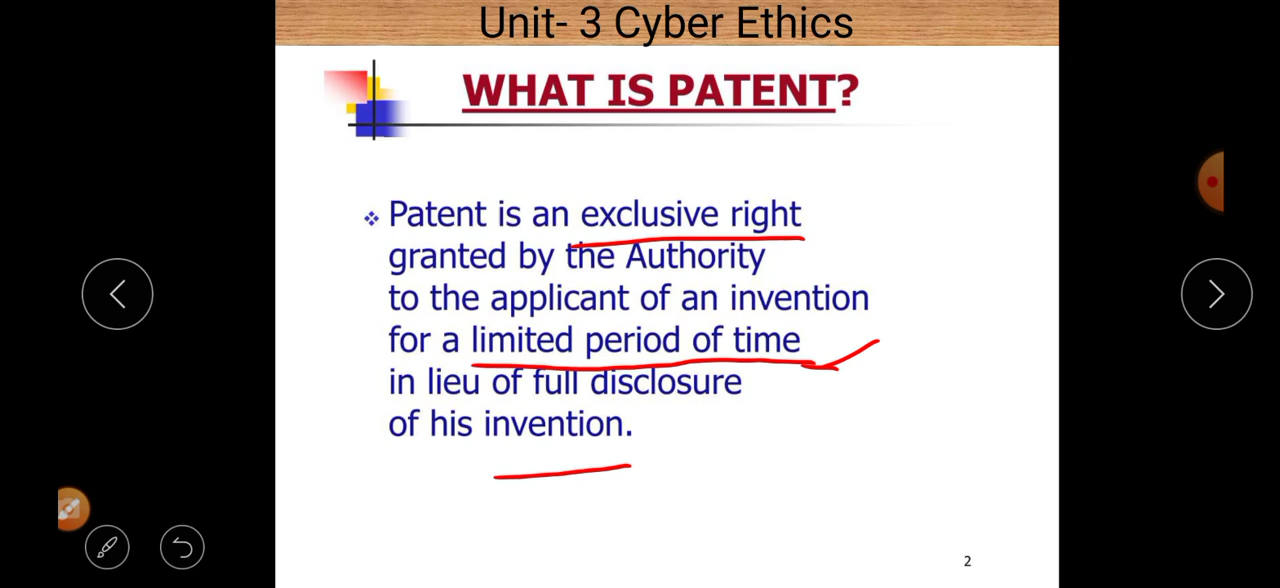 Unit- 3 Cyber Ethics
WHAT IS PATENT?
Patent is an exclusive right
granted by the Authority
to the applicant of an invention
for a limited period of time
in lieu of full disclosure
of his invention.
2